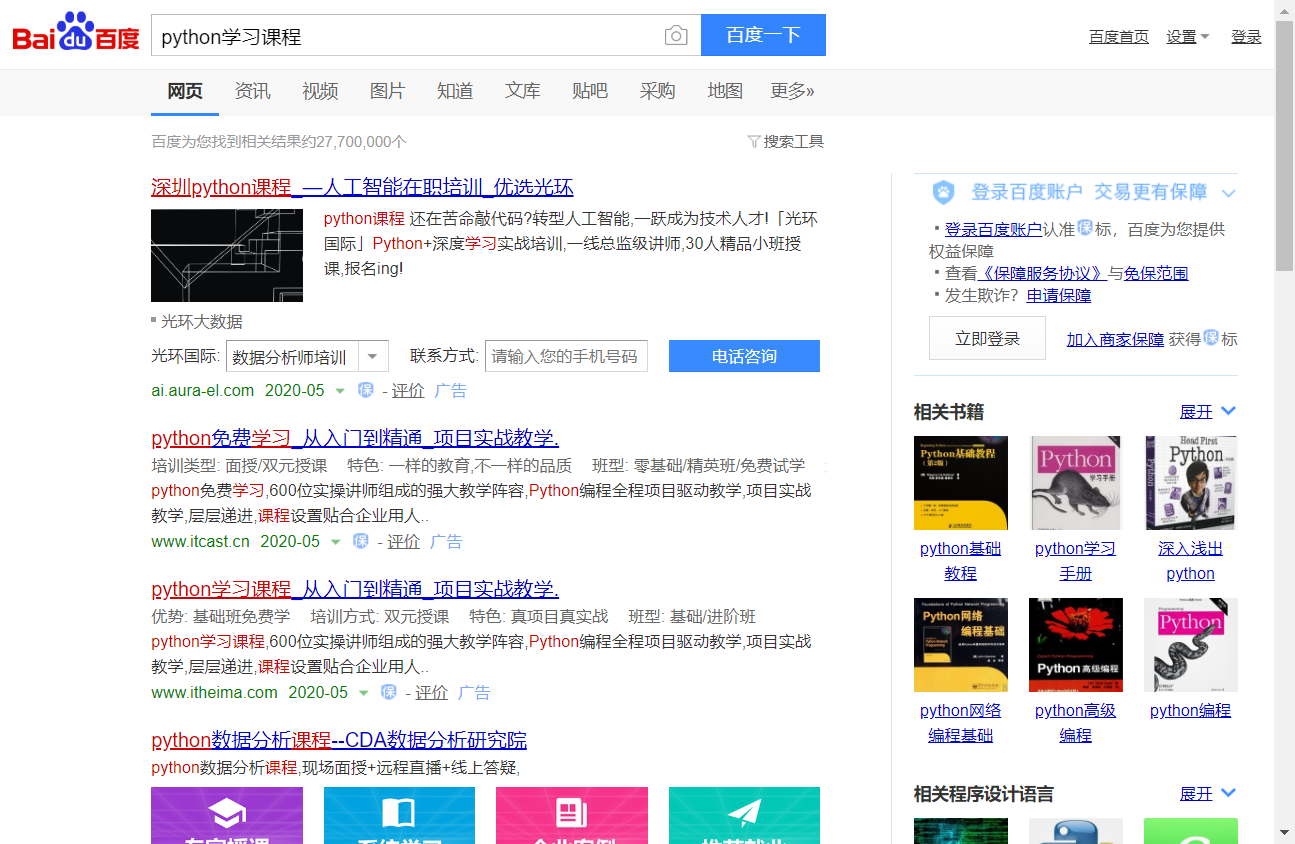 Bai du 百度
python学习课程
百度一下
百度首页 设置 登录
网页 资讯 视频 图片 知道 文库 贴吧 采购 地图 更多»
百度为您找到相关结果约27,700,000个
搜索工具
深圳python课程_—人工智能在职培训_优选光环
python课程 还在苦命敲代码?转型人工智能,一跃成为技术人才!「光环
国际」Python+深度学习实战培训,一线总监级讲师,30人精品小班授
课,报名ing!
光环大数据
光环国际: 数据分析师培训 联系方式: 请输入您的手机号码 电话咨询
ai.aura-el.com 2020-05 保 - 评价 广告
python免费学习_从入门到精通_项目实战教学.
培训类型: 面授/双元授课 特色: 一样的教育,不一样的品质 班型: 零基础/精英班/免费试学
python免费学习,600位实操讲师组成的强大教学阵容,Python编程全程项目驱动教学,项目实战
教学,层层递进,课程设置贴合企业用人..
www.itcast.cn 2020-05 保 - 评价 广告
python学习课程_从入门到精通_项目实战教学.
优势: 基础班免费学 培训方式: 双元授课 特色: 真项目真实战 班型: 基础/进阶班
python学习课程,600位实操讲师组成的强大教学阵容,Python编程全程项目驱动教学,项目实战
教学,层层递进,课程设置贴合企业用人..
www.itheima.com 2020-05 保 - 评价 广告
python数据分析课程--CDA数据分析研究院
python数据分析课程,现场面授+远程直播+线上答疑,
专家授课 系统学习 企业案例 推荐就业
登录百度账户 交易更有保障
登录百度账户认准保标，百度为您提供
权益保障
查看《保障服务协议》与免保范围
发生欺诈？申请保障
立即登录 加入商家保障 获得保标
相关书籍 展开
Python基础教程
（第2版）
Python
学习手册
Head First
Python
python基础
教程
python学习
手册
深入浅出
python
Python网络
编程基础
Python 高级编程
Programming
Python
python网络
编程基础
python高级
编程
python编程
相关程序设计语言 展开